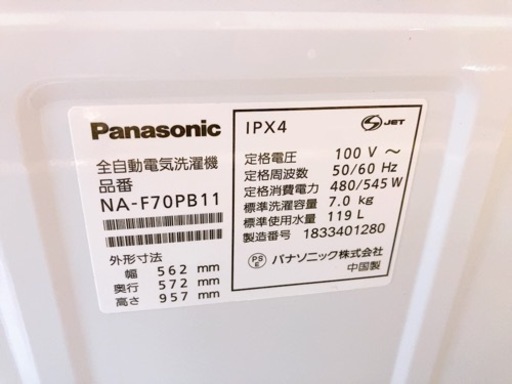 Panasonic
全自動電気洗濯機
品番
NA-F70PB11
外形寸法
幅 562 mm
奥行 572 mm
高さ 957 mm
IPX4
S JET
定格電圧 100 V ～
定格周波数 50/60 Hz
定格消費電力 480/545 W
標準洗濯容量 7.0 kg
標準使用水量 119 L
製造番号 1833401280
PS E パナソニック株式会社
中国製